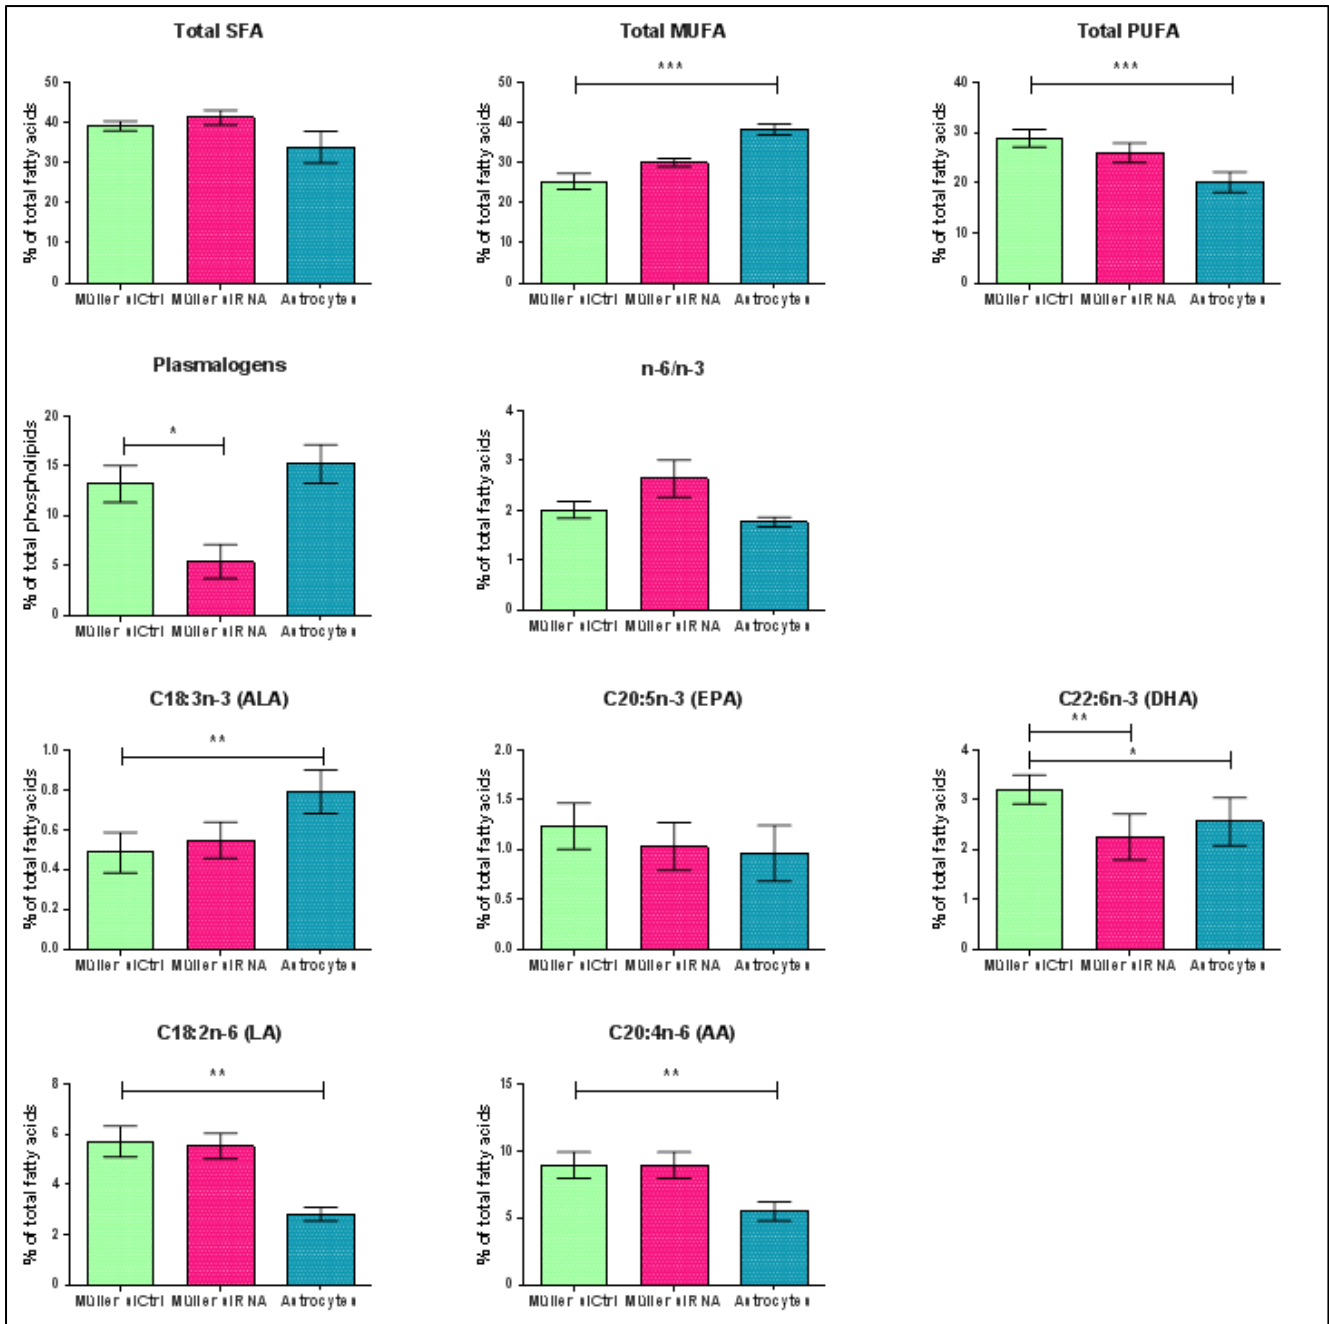 Total SFA
% of total fatty acids
50
40
30
20
10
0
Müller siCtrl Müller siRNA Astrocytes
Total MUFA
% of total fatty acids
***
50
40
30
20
10
0
Müller siCtrl Müller siRNA Astrocytes
Total PUFA
% of total fatty acids
***
40
30
20
10
0
Müller siCtrl Müller siRNA Astrocytes
Plasmalogens
% of total phospholipids
*
20
15
10
5
0
Müller siCtrl Müller siRNA Astrocytes
n-6/n-3
% of total fatty acids
4
3
2
1
0
Müller siCtrl Müller siRNA Astrocytes
C18:3n-3 (ALA)
% of total fatty acids
**
1.0
0.8
0.6
0.4
0.2
0.0
Müller siCtrl Müller siRNA Astrocytes
C20:5n-3 (EPA)
% of total fatty acids
2.0
1.5
1.0
0.5
0.0
Müller siCtrl Müller siRNA Astrocytes
C22:6n-3 (DHA)
% of total fatty acids
**
*
4
3
2
1
0
Müller siCtrl Müller siRNA Astrocytes
C18:2n-6 (LA)
% of total fatty acids
**
8
6
4
2
0
Müller siCtrl Müller siRNA Astrocytes
C20:4n-6 (AA)
% of total fatty acids
**
15
10
5
0
Müller siCtrl Müller siRNA Astrocytes